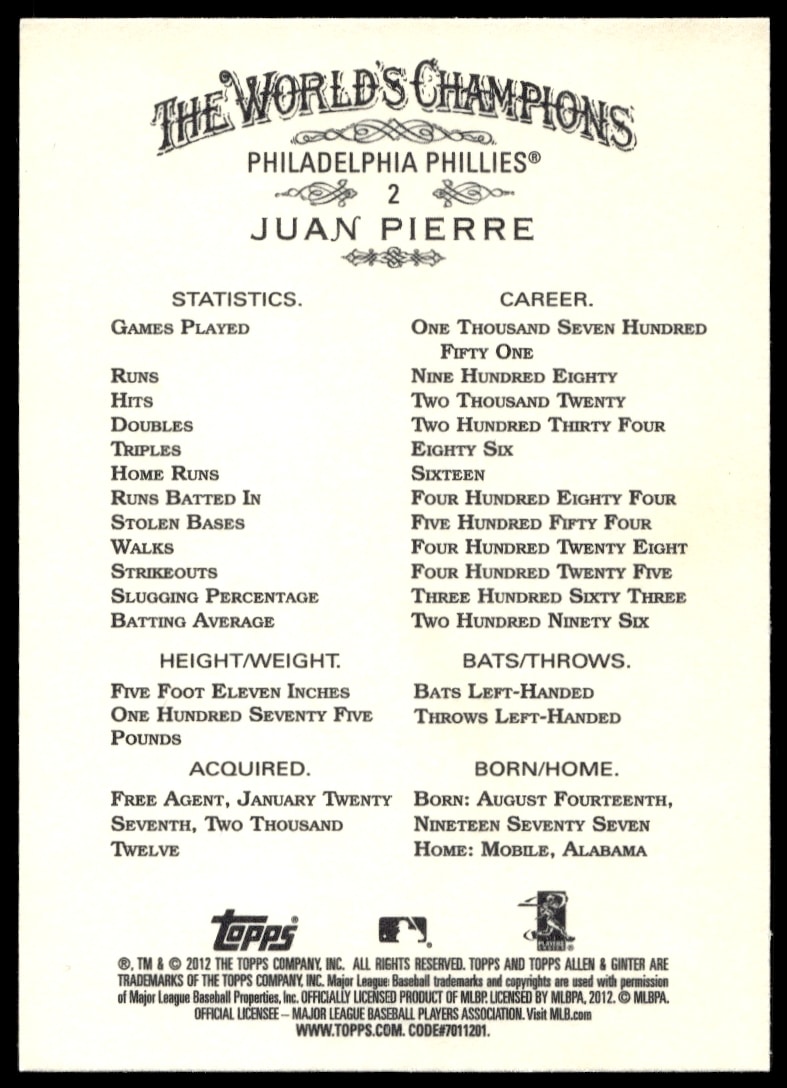 THE WORLD'S CHAMPIONS
PHILADELPHIA PHILLIES®
2
JUAN PIERRE
STATISTICS. CAREER.
GAMES PLAYED ONE THOUSAND SEVEN HUNDRED
FIFTY ONE
RUNS NINE HUNDRED EIGHTY
HITS TWO THOUSAND TWENTY
DOUBLES TWO HUNDRED THIRTY FOUR
TRIPLES EIGHTY SIX
HOME RUNS SIXTEEN
RUNS BATTED IN FOUR HUNDRED EIGHTY FOUR
STOLEN BASES FIVE HUNDRED FIFTY FOUR
WALKS FOUR HUNDRED TWENTY EIGHT
STRIKEOUTS FOUR HUNDRED TWENTY FIVE
SLUGGING PERCENTAGE THREE HUNDRED SIXTY THREE
BATTING AVERAGE TWO HUNDRED NINETY SIX
HEIGHT/WEIGHT.
FIVE FOOT ELEVEN INCHES
ONE HUNDRED SEVENTY FIVE
POUNDS
BATS/THROWS.
BATS LEFT-HANDED
THROWS LEFT-HANDED
ACQUIRED.
FREE AGENT, JANUARY TWENTY
SEVENTH, TWO THOUSAND
TWELVE
BORN/HOME.
BORN: AUGUST FOURTEENTH,
NINETEEN SEVENTY SEVEN
HOME: MOBILE, ALABAMA
Topps®
PLAYERS CHOICE
®, TM & © 2012 THE TOPPS COMPANY, INC. ALL RIGHTS RESERVED. TOPPS AND TOPPS ALLEN & GINTER ARE
TRADEMARKS OF THE TOPPS COMPANY, INC. Major League Baseball trademarks and copyrights are used with permission
of Major League Baseball Properties, Inc. OFFICIALLY LICENSED PRODUCT OF MLBP. LICENSED BY MLBPA, 2012. © MLBPA.
OFFICIAL LICENSEE – MAJOR LEAGUE BASEBALL PLAYERS ASSOCIATION. Visit MLB.com
WWW.TOPPS.COM. CODE#7011201.